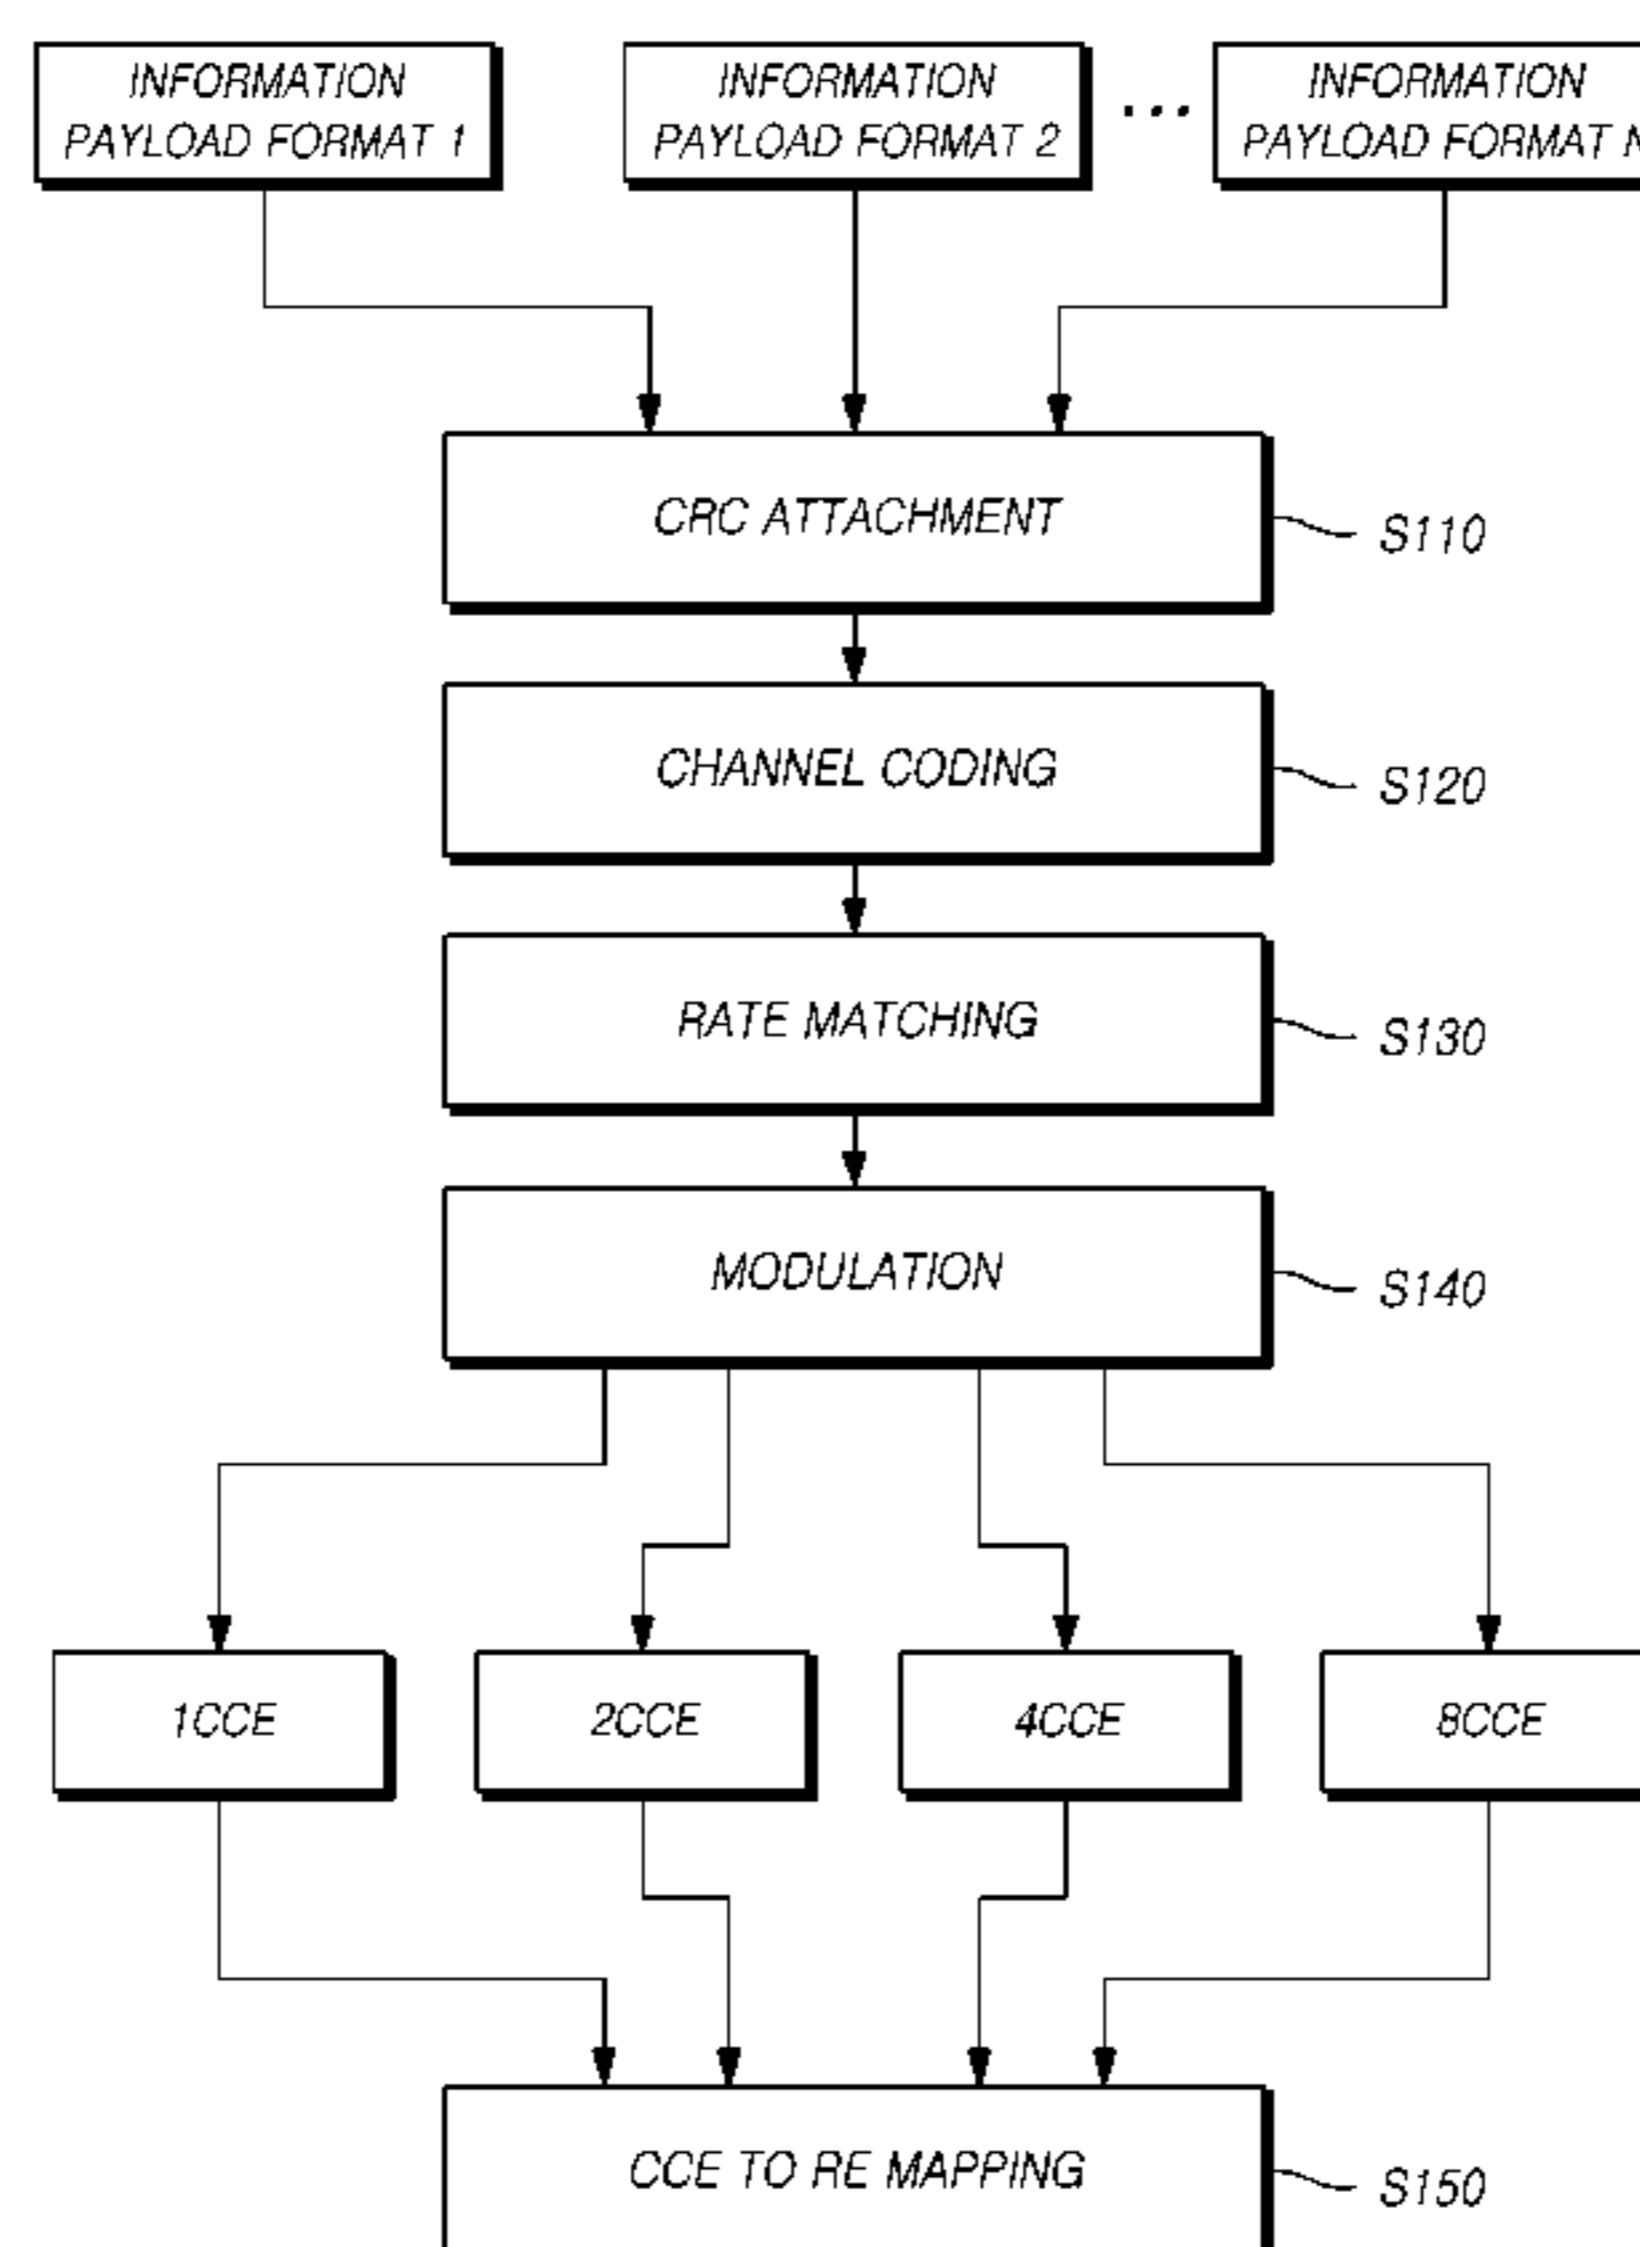 INFORMATION
PAYLOAD FORMAT 1
INFORMATION
PAYLOAD FORMAT 2
...
INFORMATION
PAYLOAD FORMAT
CRC ATTACHMENT
S110
CHANNEL CODING
S120
RATE MATCHING
S130
MODULATION
S140
1CCE
2CCE
4CCE
8CCE
CCE TO RE MAPPING
S150